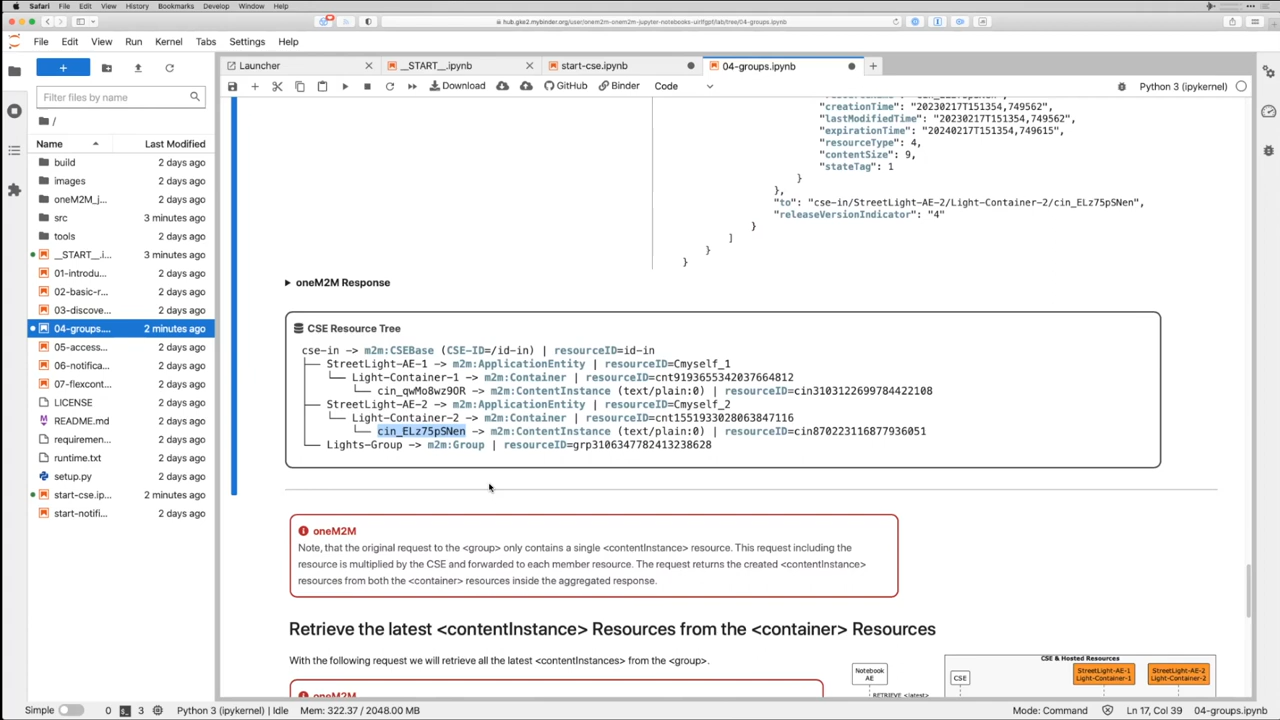 Safari File Edit View History Bookmarks Develop Window Help
hub.gke2.mybinder.org/user/onem2m-onem2m-jupyter-notebooks-urlfgpf/lab/tree/04-groups.ipynb
File Edit View Run Kernel Tabs Settings Help
Launcher
__START__.ipynb
start-cse.ipynb
04-groups.ipynb
Download GitHub Binder Code Python 3 (ipykernel)
Filter files by name
/
Name Last Modified
build 2 days ago
images 2 days ago
oneM2M_j... 2 days ago
src 3 minutes ago
tools 2 days ago
__START__.i... 3 minutes ago
01-introdu... 2 days ago
02-basic-r... 2 days ago
03-discove... 2 days ago
04-groups.... 2 minutes ago
05-access... 2 days ago
06-notifica... 2 days ago
07-flexcont... 2 days ago
LICENSE 2 days ago
README.md 2 days ago
requiremen... 2 days ago
runtime.txt 2 days ago
setup.py 2 days ago
start-cse.ip... 2 minutes ago
start-notifi... 2 days ago
"creationTime": "20230217T151354,749562",
"lastModifiedTime": "20230217T151354,749562",
"expirationTime": "20240217T151354,749615",
"resourceType": 4,
"contentSize": 9,
"stateTag": 1
}
},
"to": "cse-in/StreetLight-AE-2/Light-Container-2/cin_ELz75pSNen",
"releaseVersionIndicator": "4"
}
]
}
}
oneM2M Response
CSE Resource Tree
cse-in -> m2m:CSEBase (CSE-ID=/id-in) | resourceID=id-in
├── StreetLight-AE-1 -> m2m:ApplicationEntity | resourceID=Cmyself_1
│   └── Light-Container-1 -> m2m:Container | resourceID=cnt9193655342037664812
│       └── cin_qwMo8wz9OR -> m2m:ContentInstance (text/plain:0) | resourceID=cin3103122699784422108
├── StreetLight-AE-2 -> m2m:ApplicationEntity | resourceID=Cmyself_2
│   └── Light-Container-2 -> m2m:Container | resourceID=cnt1551933028063847116
│       └── cin_ELz75pSNen -> m2m:ContentInstance (text/plain:0) | resourceID=cin870223116877936051
└── Lights-Group -> m2m:Group | resourceID=grp3106347782413238628
oneM2M
Note, that the original request to the <group> only contains a single <contentInstance> resource. This request including the
resource is multiplied by the CSE and forwarded to each member resource. The request returns the created <contentInstance>
resources from both the <container> resources inside the aggregated response.
Retrieve the latest <contentInstance> Resources from the <container> Resources
With the following request we will retrieve all the latest <contentInstances> from the <group>.
oneM2M
CSE & Hosted Resources
Notebook
AE
CSE
StreetLight-AE-1
Light-Container-1
StreetLight-AE-2
Light-Container-2
RETRIEVE <latest>
Simple 0 3 Python 3 (ipykernel) | Idle Mem: 322.37 / 2048.00 MB Mode: Command Ln 17, Col 39 04-groups.ipynb